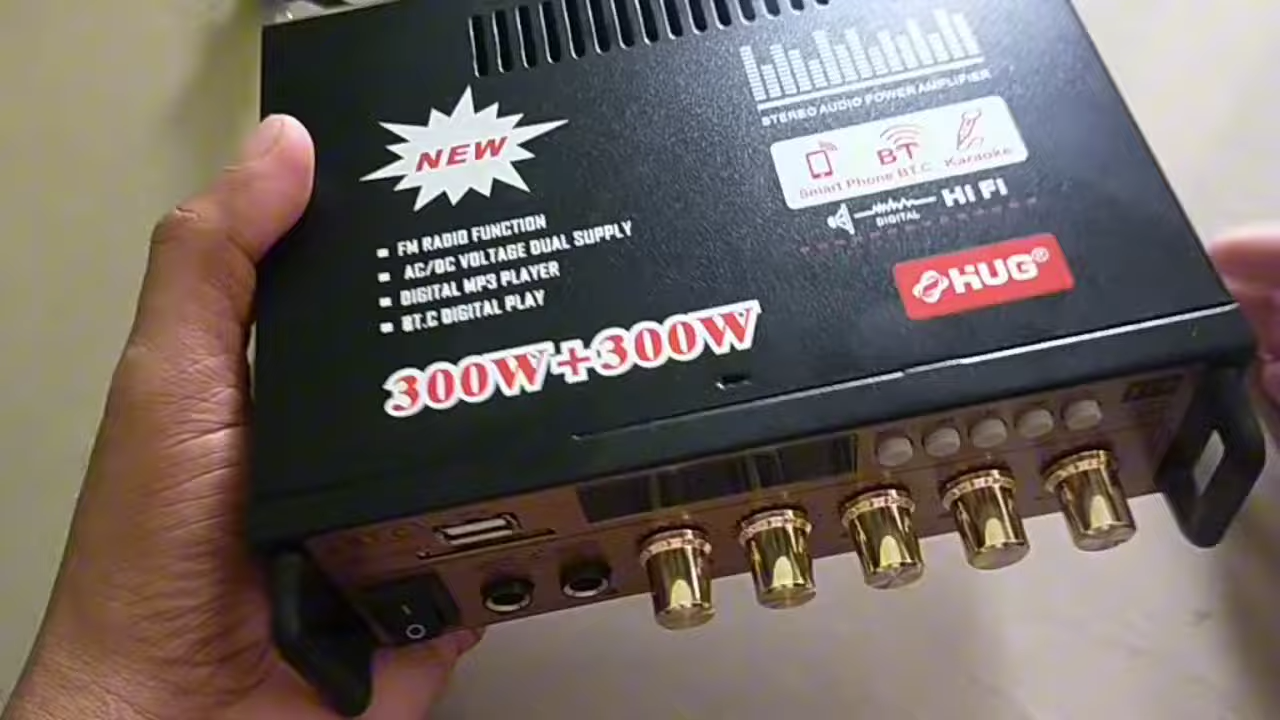 NEW
FM RADIO FUNCTION
AC/DC VOLTAGE DUAL SUPPLY
DIGITAL MP3 PLAYER
BT.C DIGITAL PLAY
300W+300W
STEREO AUDIO POWER AMPLIFIER
BT
Smart Phone BT.C Karaoke
DIGITAL
HI FI
HUG®